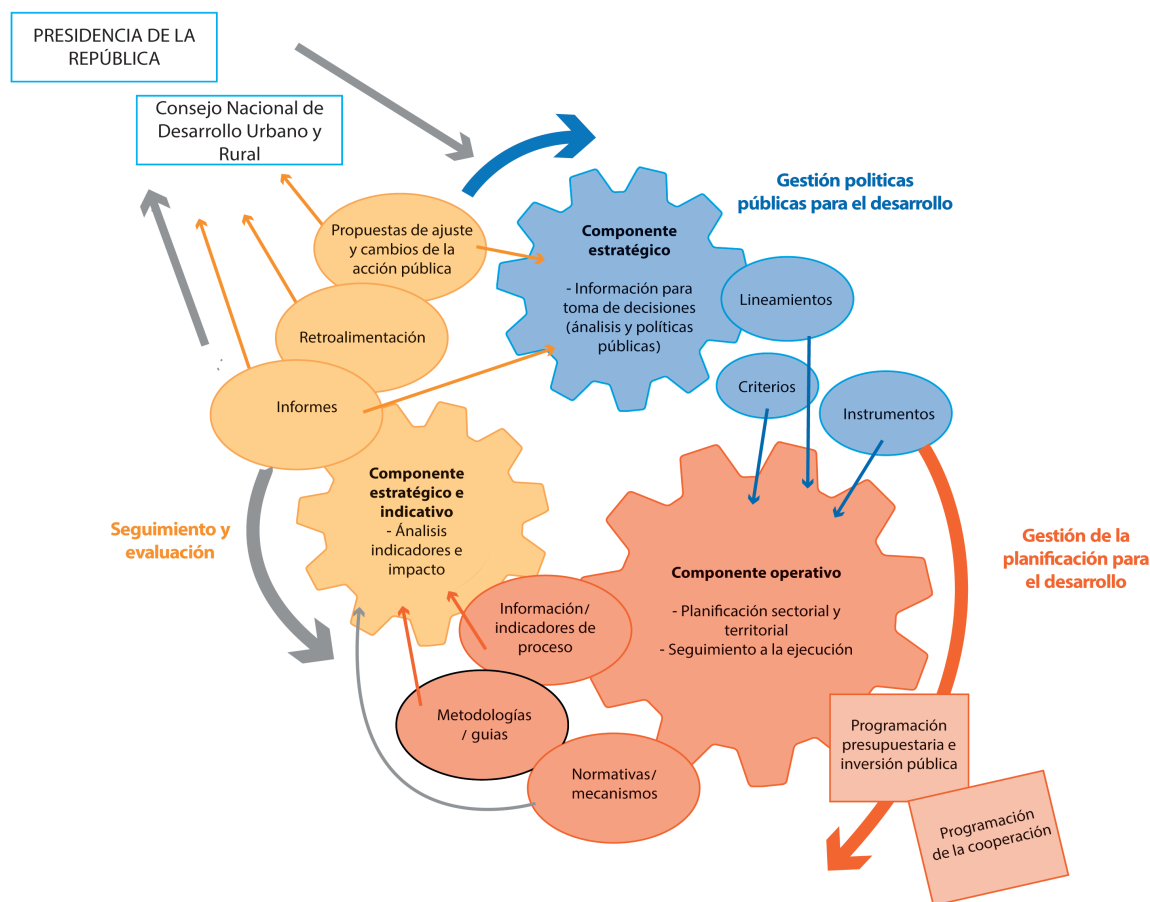 PRESIDENCIA DE LA
REPÚBLICA
Consejo Nacional de
Desarrollo Urbano y
Rural
Propuestas de ajuste
y cambios de la
acción pública
Retroalimentación
Informes
Componente
estratégico
- Información para
toma de decisiones
(ánalisis y políticas
públicas)
Gestión politicas
públicas para el desarrollo
Lineamientos
Criterios
Instrumentos
Seguimiento y
evaluación
Componente
estratégico e
indicativo
- Ánalisis
indicadores e
impacto
Componente operativo
- Planificación sectorial y
territorial
- Seguimiento a la ejecución
Gestión de la
planificación para
el desarrollo
Información/
indicadores de
proceso
Metodologías
/ guias
Normativas/
mecanismos
Programación
presupuestaria e
inversión pública
Programación
de la cooperación